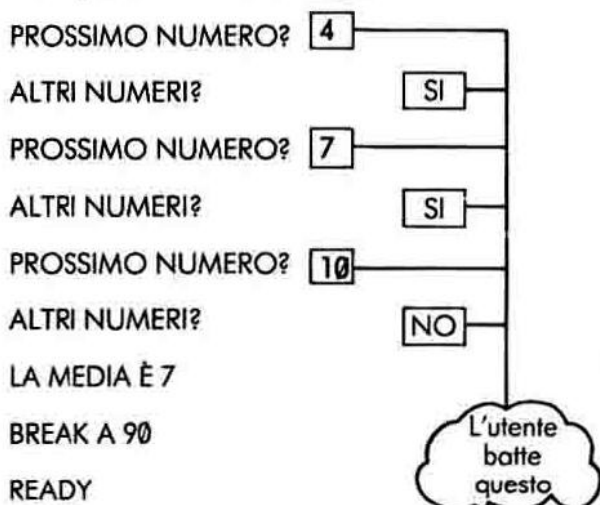 PROSSIMO NUMERO? 4
ALTRI NUMERI? SI
PROSSIMO NUMERO? 7
ALTRI NUMERI? SI
PROSSIMO NUMERO? 10
ALTRI NUMERI? NO
LA MEDIA È 7
BREAK A 90
READY
L'utente
batte
questo